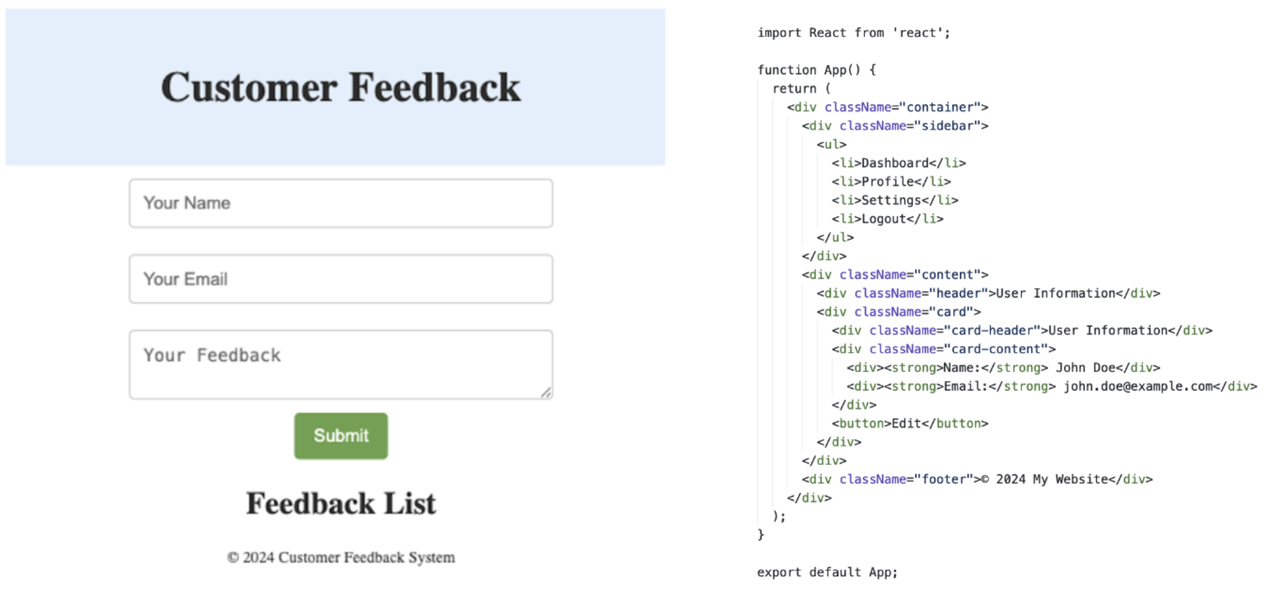 Customer Feedback
Your Name
Your Email
Your Feedback
Submit
Feedback List
© 2024 Customer Feedback System
import React from 'react';
function App() {
  return (
    <div className="container">
      <div className="sidebar">
        <ul>
          <li>Dashboard</li>
          <li>Profile</li>
          <li>Settings</li>
          <li>Logout</li>
        </ul>
      </div>
      <div className="content">
        <div className="header">User Information</div>
        <div className="card">
          <div className="card-header">User Information</div>
          <div className="card-content">
            <div><strong>Name:</strong> John Doe</div>
            <div><strong>Email:</strong> john.doe@example.com</div>
          </div>
          <button>Edit</button>
        </div>
      </div>
      <div className="footer">© 2024 My Website</div>
    </div>
  );
}
export default App;